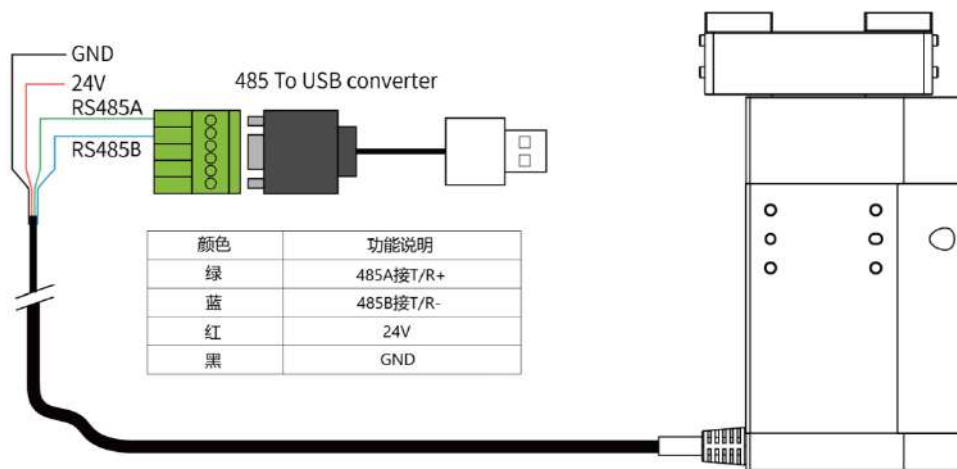 GND
24V
485 To USB converter
RS485A
RS485B
颜色 功能说明
绿 485A接T/R+
蓝 485B接T/R-
红 24V
黑 GND